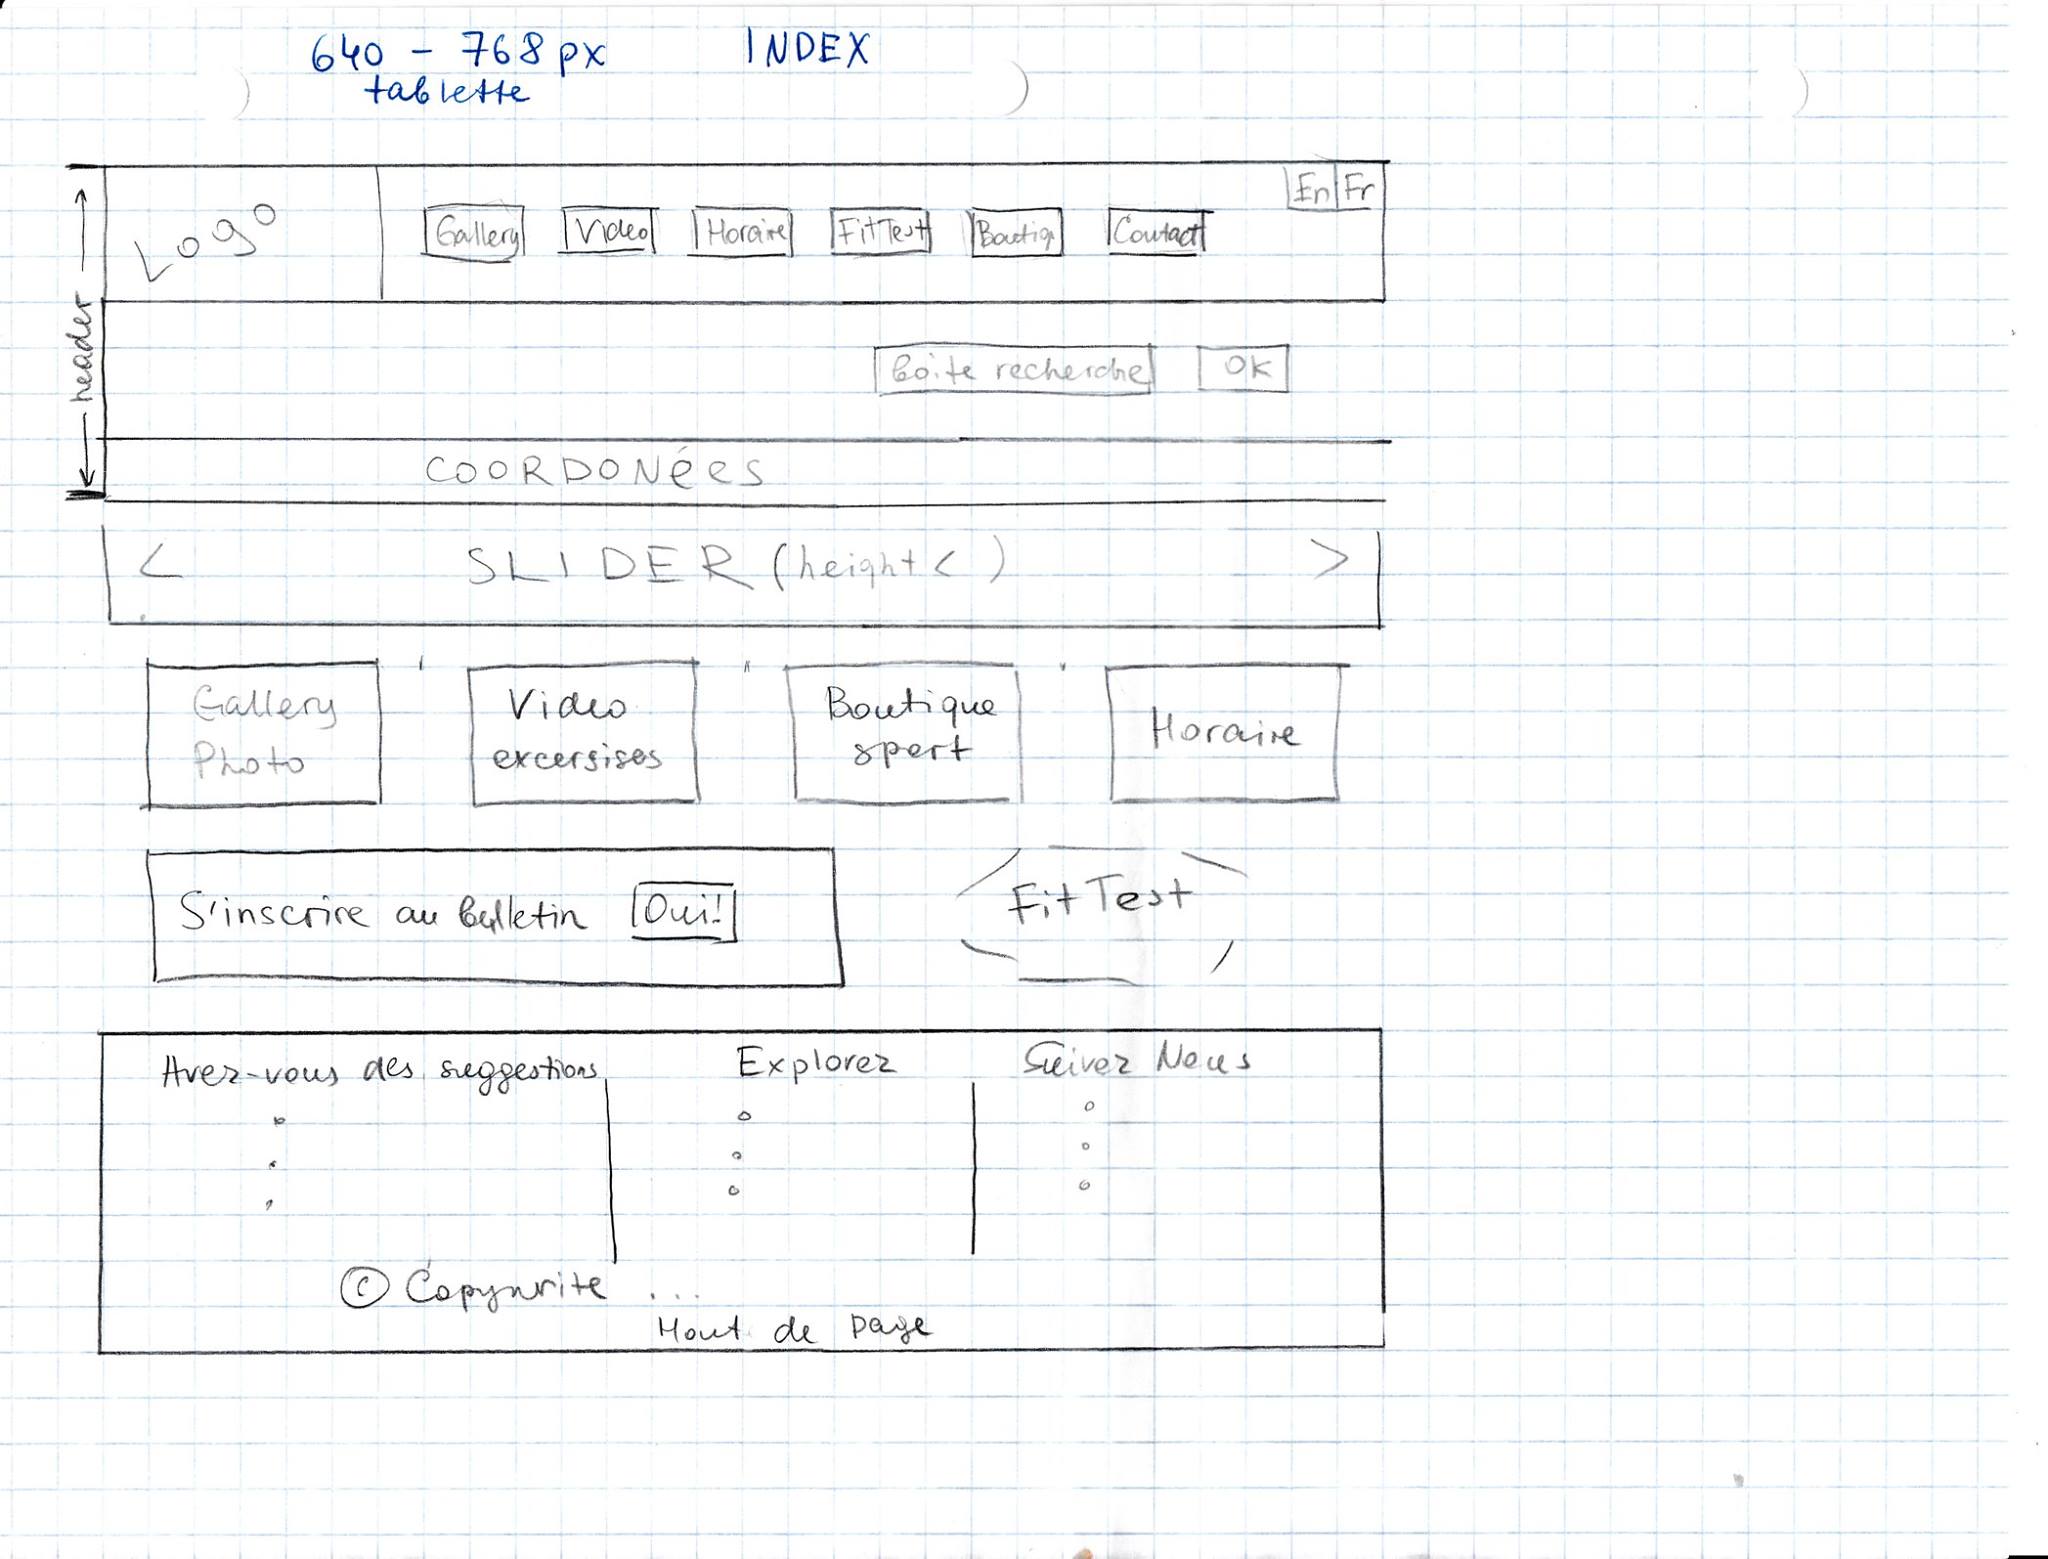 640 - 768 px INDEX
tablette
En Fr
Logo Gallery Video Horaire FitTest Boutiq Contact
header
boite recherche OK
COORDONéES
< SLIDER (height < ) >
Gallery Photo
Video excersises
Boutique sport
Horaire
S'inscrire au bulletin Oui!
FitTest
Avez-vous des suggestions Explorez Suivez Nous
© Copywrite ...
Hout de page